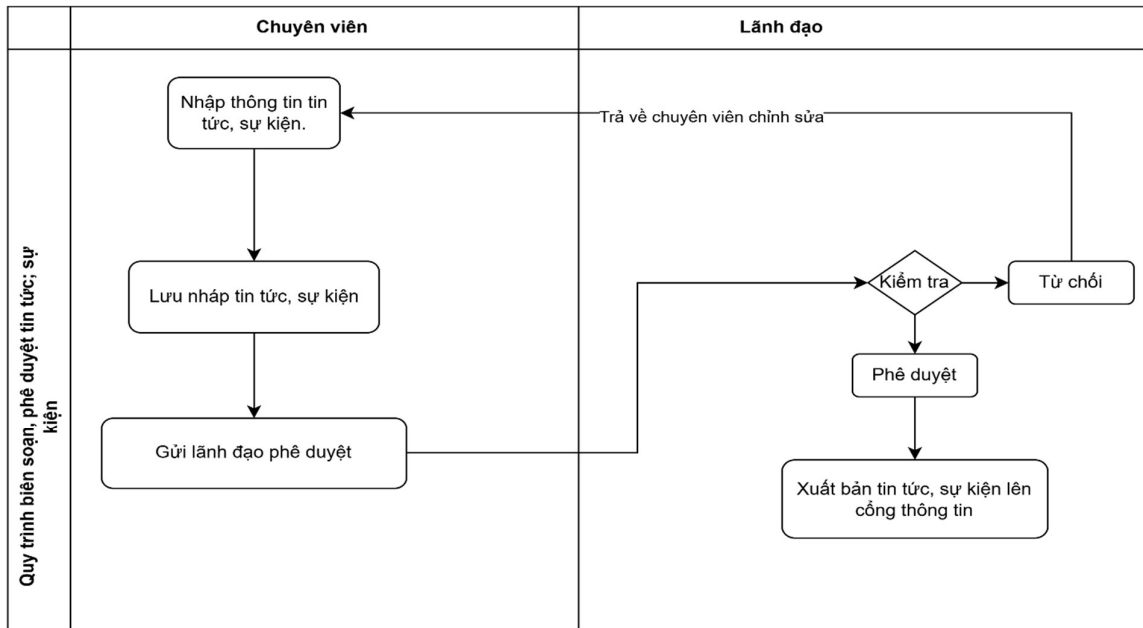 Chuyên viên
Lãnh đạo
Quy trình biên soạn, phê duyệt tin tức; sự
kiện
Nhập thông tin tin
tức, sự kiện.
Trả về chuyên viên chỉnh sửa
Lưu nháp tin tức, sự kiện
Kiểm tra
Từ chối
Phê duyệt
Gửi lãnh đạo phê duyệt
Xuất bản tin tức, sự kiện lên
cổng thông tin